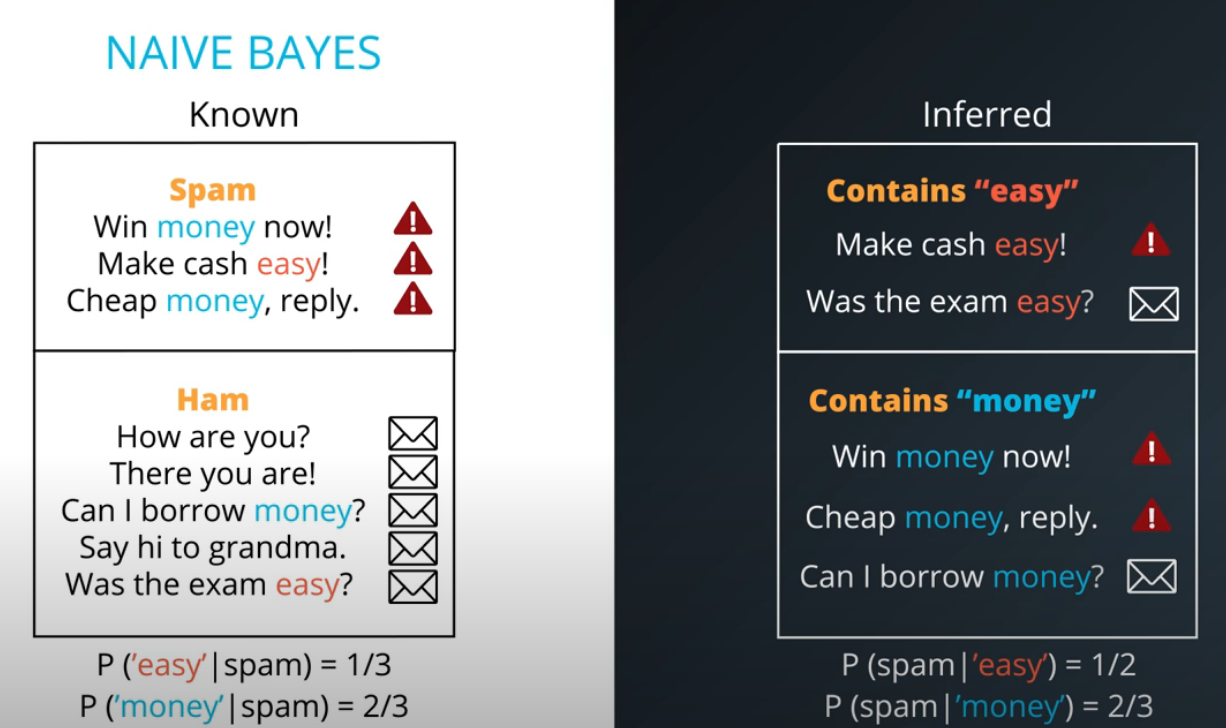 NAIVE BAYES
Known
Spam
Win money now!
Make cash easy!
Cheap money, reply.
Ham
How are you?
There you are!
Can I borrow money?
Say hi to grandma.
Was the exam easy?
P ('easy'|spam) = 1/3
P ('money'|spam) = 2/3
Inferred
Contains “easy”
Make cash easy!
Was the exam easy?
Contains “money”
Win money now!
Cheap money, reply.
Can I borrow money?
P (spam|'easy') = 1/2
P (spam|'money') = 2/3